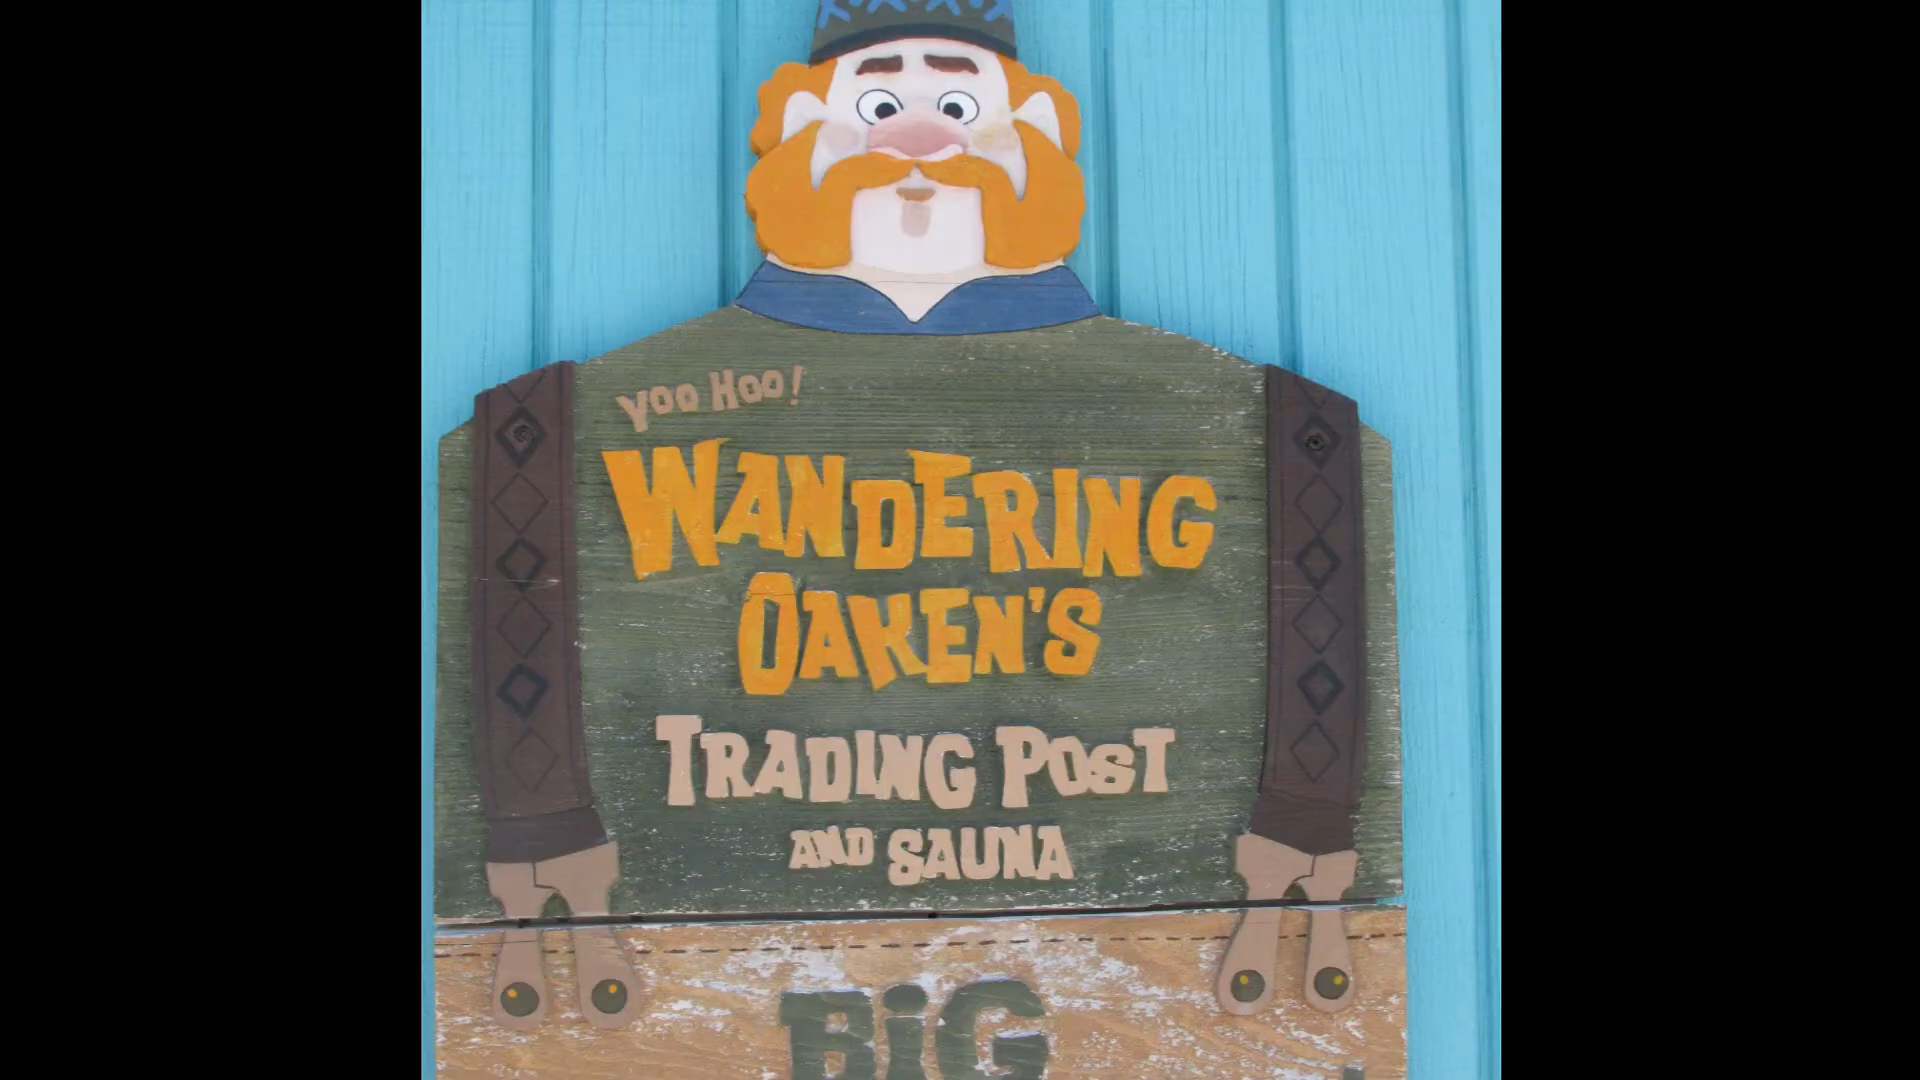 Yoo Hoo!
WANDERING
OAKEN'S
TRADING POST
AND SAUNA
BiG